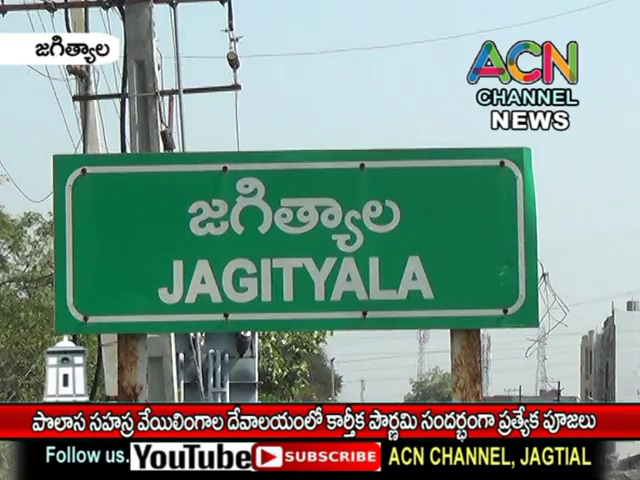 జగిత్యాల
ACN
CHANNEL
NEWS
జగిత్యాల
JAGITYALA
పొలాస సహస్ర వేయిలింగాల దేవాలయంలో కార్తీక పౌర్ణమి సందర్భంగా ప్రత్యేక పూజలు
Follow us. YouTube SUBSCRIBE ACN CHANNEL, JAGTIAL